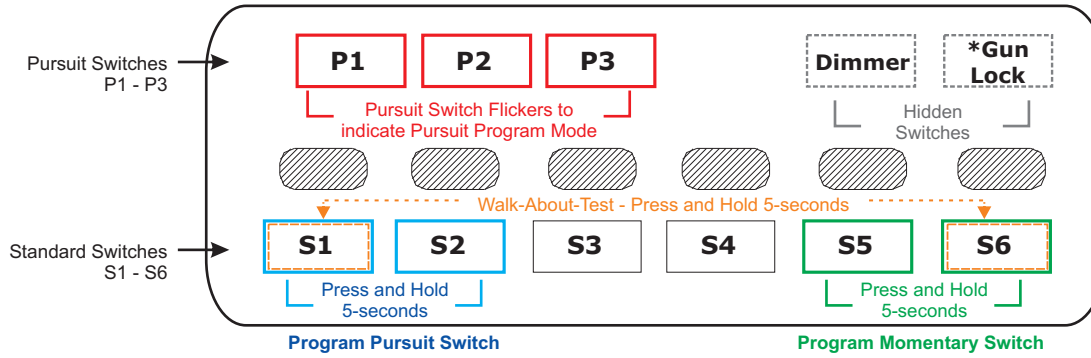 Pursuit Switches
P1 - P3
P1
P2
P3
Dimmer
*Gun
Lock
Pursuit Switch Flickers to
indicate Pursuit Program Mode
Hidden
Switches
Walk-About-Test - Press and Hold 5-seconds
Standard Switches
S1 - S6
S1
S2
S3
S4
S5
S6
Press and Hold
5-seconds
Press and Hold
5-seconds
Program Pursuit Switch
Program Momentary Switch